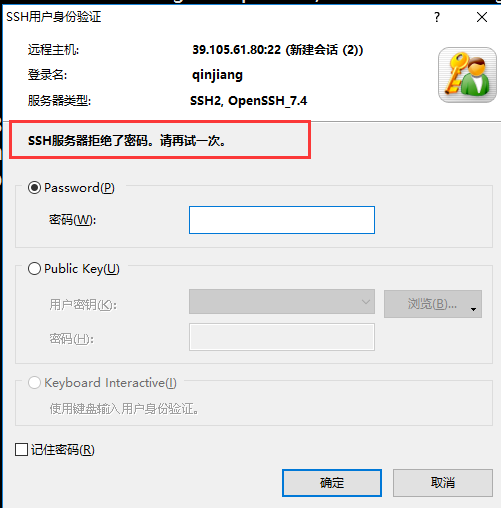 SSH用户身份验证
远程主机: 39.105.61.80:22 (新建会话 (2))
登录名: qinjiang
服务器类型: SSH2, OpenSSH_7.4
SSH服务器拒绝了密码。请再试一次。
Password(P)
密码(W):
Public Key(U)
用户密钥(K): 浏览(B)...
密码(H):
Keyboard Interactive(I)
使用键盘输入用户身份验证。
记住密码(R)
确定 取消